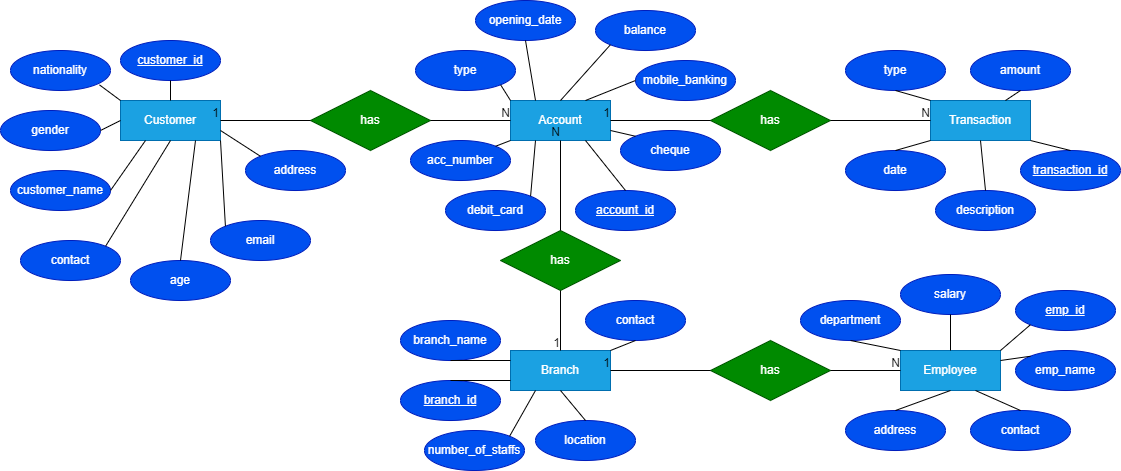 opening_date
balance
customer_id
nationality
type
mobile_banking
type
amount
Customer
1
has
N
Account
N
1
has
N
Transaction
gender
acc_number
cheque
date
transaction_id
address
customer_name
debit_card
account_id
description
contact
email
age
has
salary
emp_id
contact
department
branch_name
1
Branch
1
has
N
Employee
emp_name
branch_id
number_of_staffs
location
address
contact